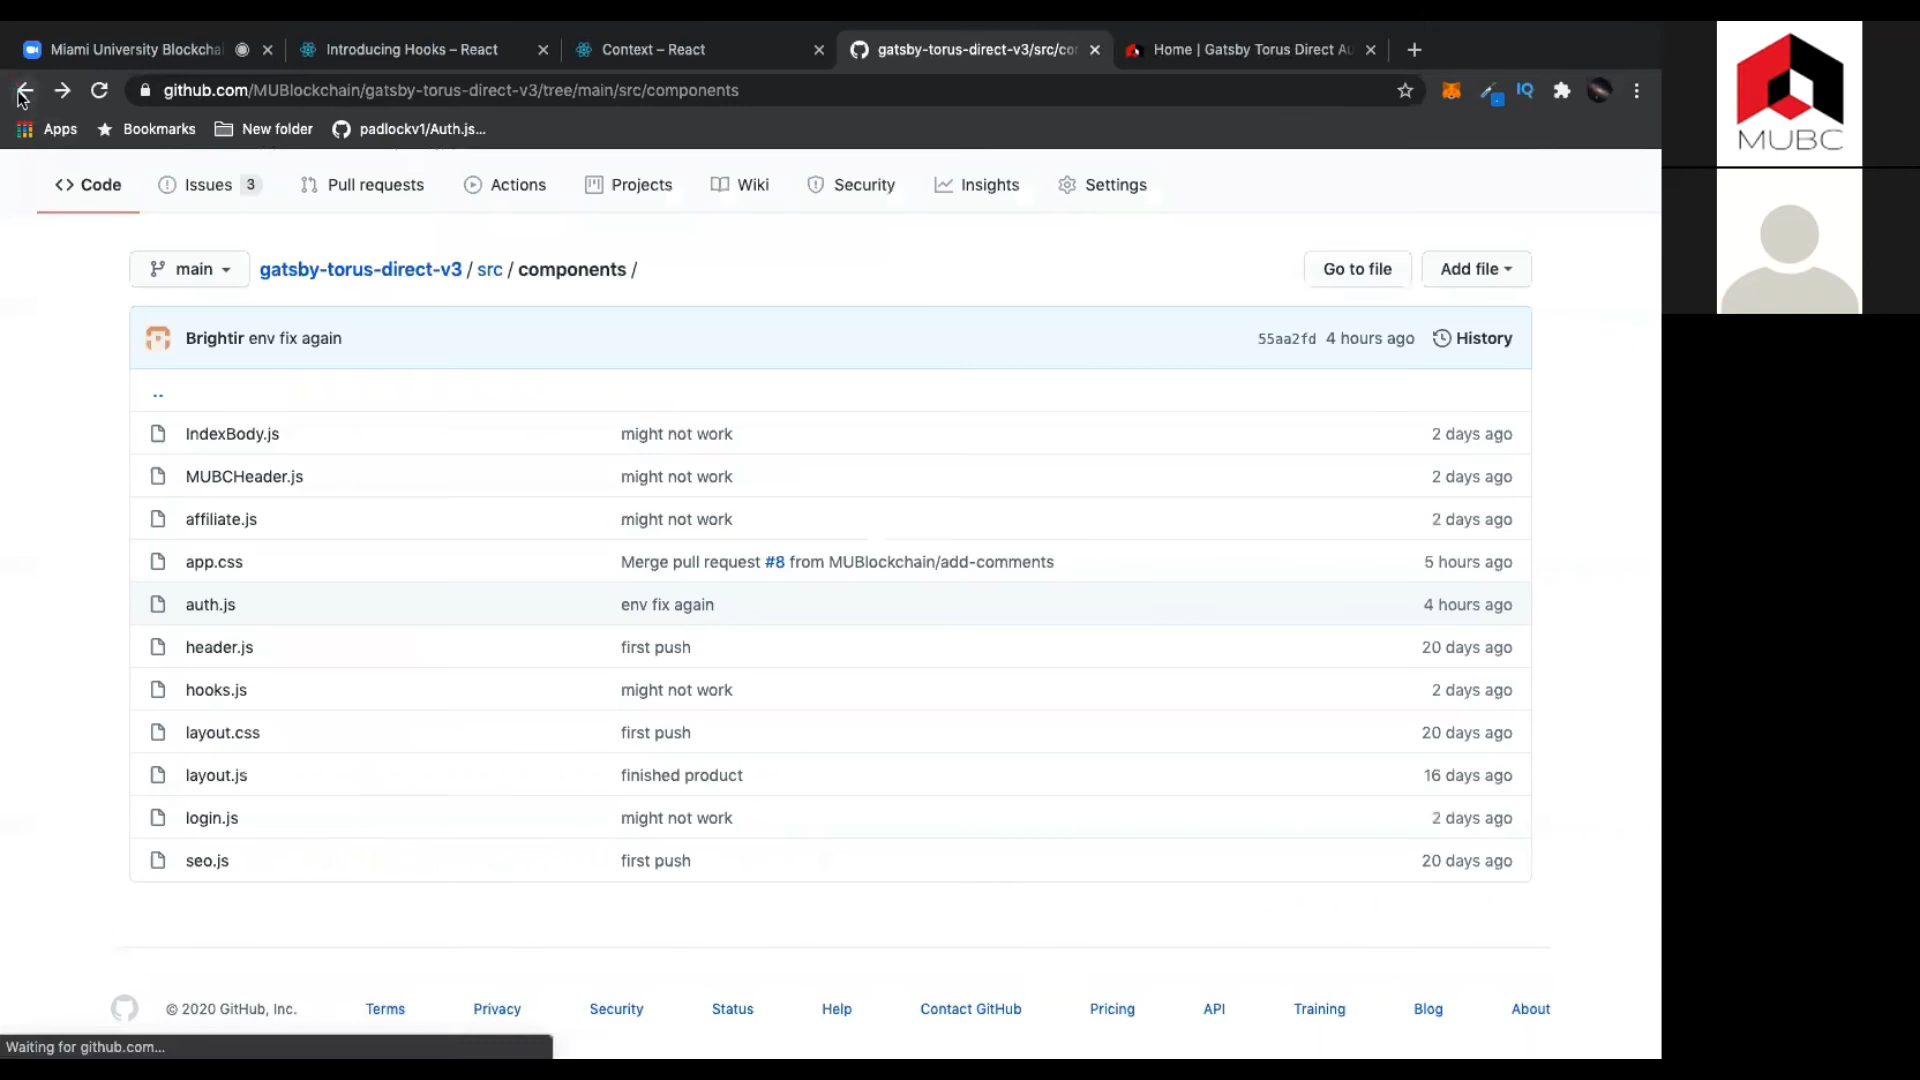 Miami University Blockcha
Introducing Hooks – React
Context – React
gatsby-torus-direct-v3/src/co
Home | Gatsby Torus Direct Au
github.com/MUBlockchain/gatsby-torus-direct-v3/tree/main/src/components
IQ
Apps
Bookmarks
New folder
padlockv1/Auth.js...
MUBC
Code
Issues 3
Pull requests
Actions
Projects
Wiki
Security
Insights
Settings
main
gatsby-torus-direct-v3 / src / components /
Go to file
Add file
Brightir env fix again
55aa2fd 4 hours ago
History
..
IndexBody.js might not work 2 days ago
MUBCHeader.js might not work 2 days ago
affiliate.js might not work 2 days ago
app.css Merge pull request #8 from MUBlockchain/add-comments 5 hours ago
auth.js env fix again 4 hours ago
header.js first push 20 days ago
hooks.js might not work 2 days ago
layout.css first push 20 days ago
layout.js finished product 16 days ago
login.js might not work 2 days ago
seo.js first push 20 days ago
© 2020 GitHub, Inc. Terms Privacy Security Status Help Contact GitHub Pricing API Training Blog About
Waiting for github.com...